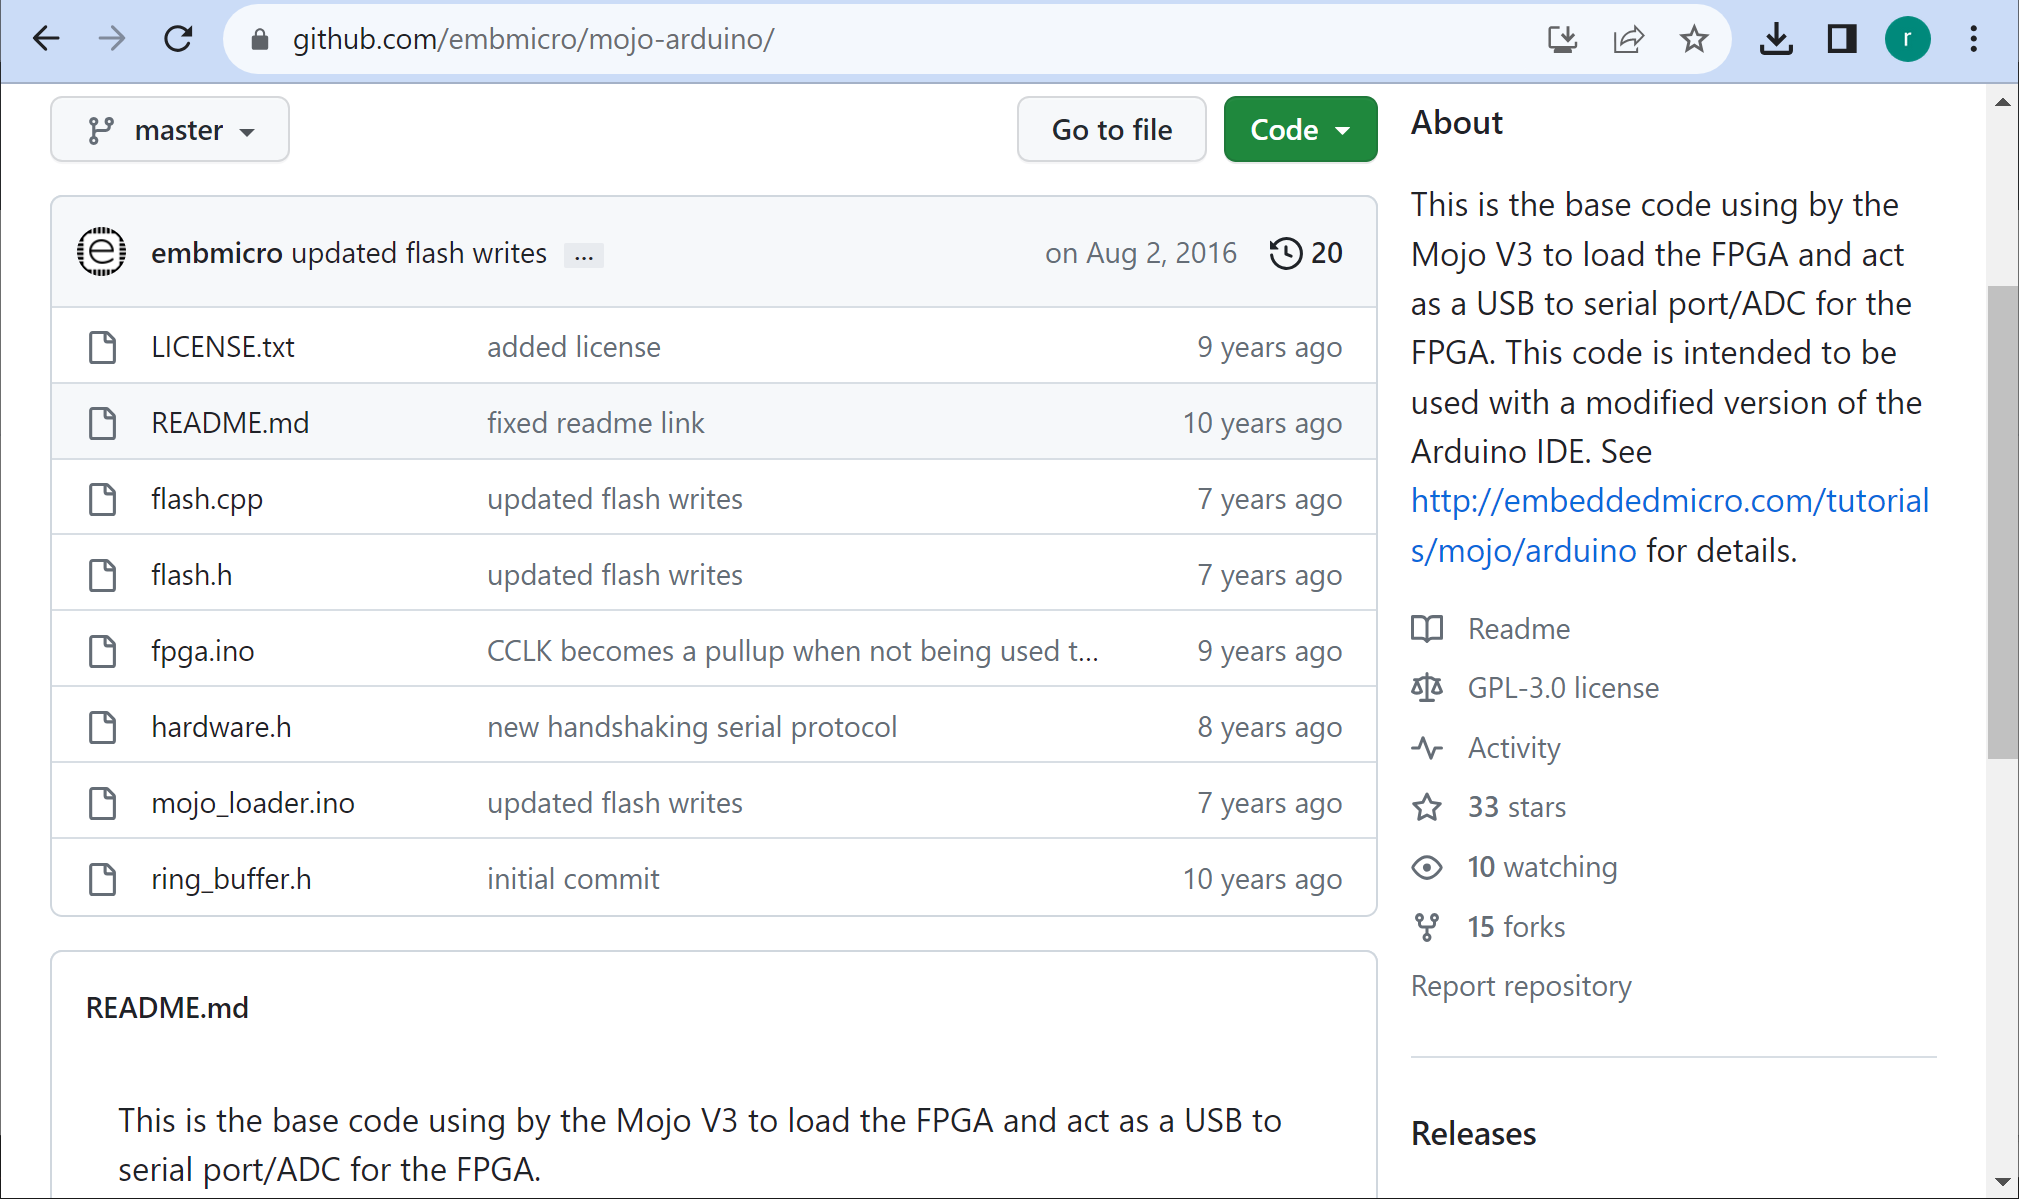 github.com/embmicro/mojo-arduino/
r
master
Go to file
Code
embmicro updated flash writes ...
on Aug 2, 2016
20
LICENSE.txt added license 9 years ago
README.md fixed readme link 10 years ago
flash.cpp updated flash writes 7 years ago
flash.h updated flash writes 7 years ago
fpga.ino CCLK becomes a pullup when not being used t... 9 years ago
hardware.h new handshaking serial protocol 8 years ago
mojo_loader.ino updated flash writes 7 years ago
ring_buffer.h initial commit 10 years ago
README.md
This is the base code using by the Mojo V3 to load the FPGA and act as a USB to
serial port/ADC for the FPGA.
About
This is the base code using by the
Mojo V3 to load the FPGA and act
as a USB to serial port/ADC for the
FPGA. This code is intended to be
used with a modified version of the
Arduino IDE. See
http://embeddedmicro.com/tutorial
s/mojo/arduino for details.
Readme
GPL-3.0 license
Activity
33 stars
10 watching
15 forks
Report repository
Releases